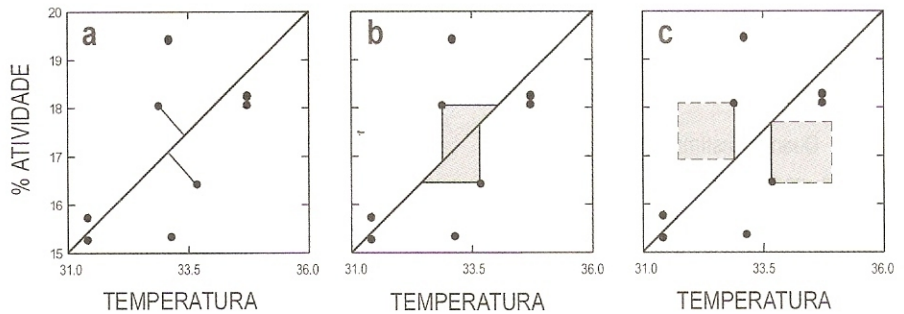 a
b
c
% ATIVIDADE
20
19
18
17
16
15
31.0 33.5 36.0
31.0 33.5 36.0
31.0 33.5 36.0
TEMPERATURA
TEMPERATURA
TEMPERATURA